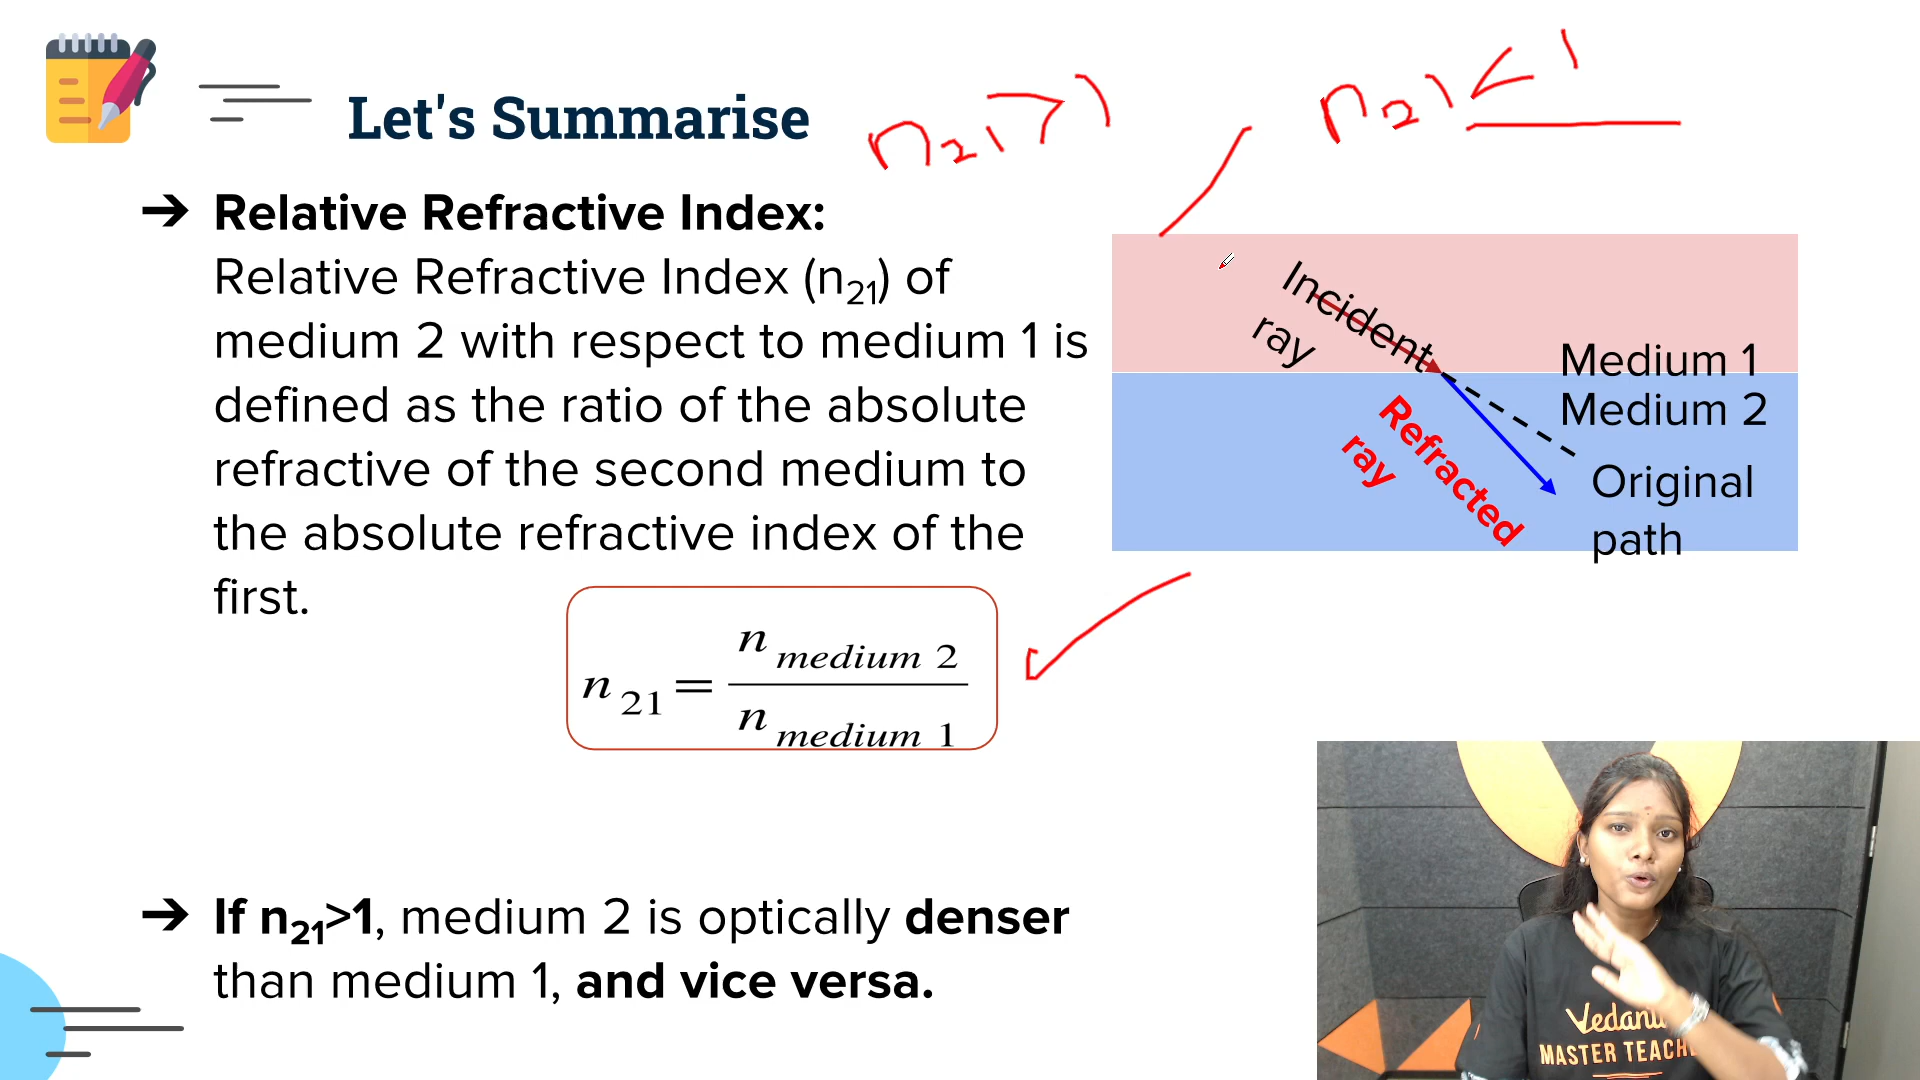 Let's Summarise
n21>1
n21<1
➔ Relative Refractive Index:
Relative Refractive Index (n21) of
medium 2 with respect to medium 1 is
defined as the ratio of the absolute
refractive of the second medium to
the absolute refractive index of the
first.
n 21 = n medium 2 / n medium 1
➔ If n21>1, medium 2 is optically denser
than medium 1, and vice versa.
Incident
ray
Medium 1
Medium 2
Refracted
ray
Original
path
MASTER